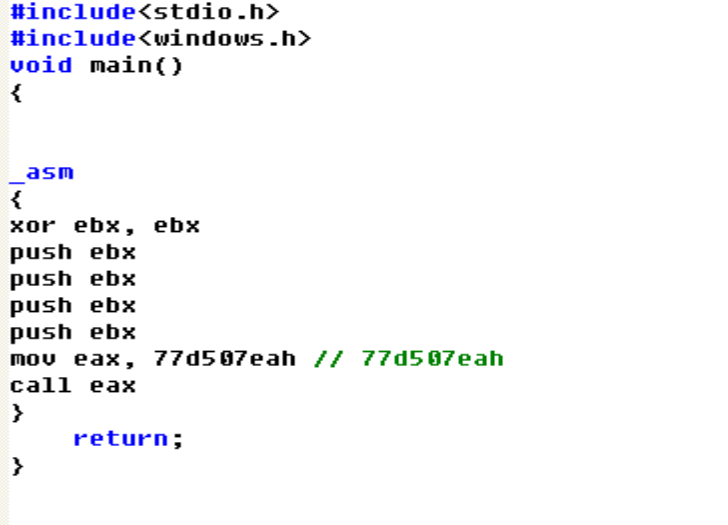 #include<stdio.h>
#include<windows.h>
void main()
{
_asm
{
xor ebx, ebx
push ebx
push ebx
push ebx
push ebx
mov eax, 77d507eah // 77d507eah
call eax
}
return;
}